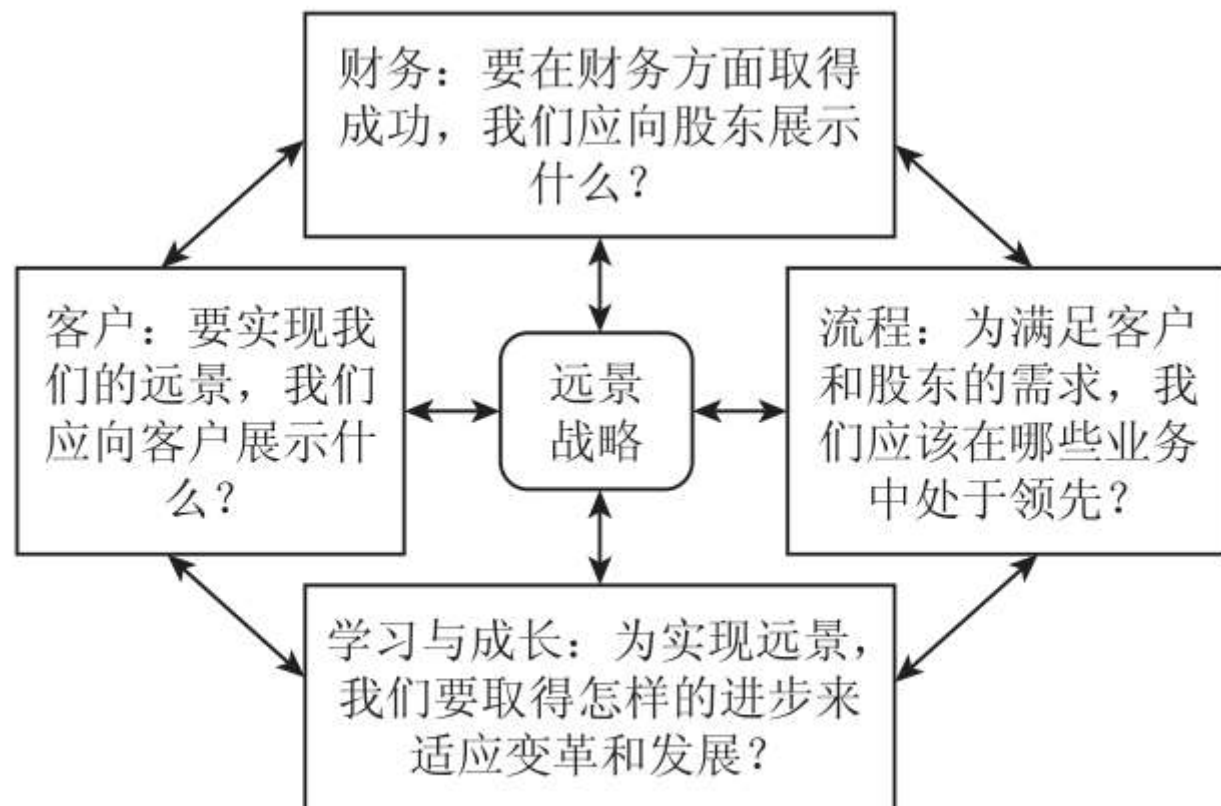 财务：要在财务方面取得
成功，我们应向股东展示
什么？
客户：要实现我
们的远景，我们
应向客户展示什
么？
远景
战略
流程：为满足客户
和股东的需求，我
们应该在哪些业务
中处于领先？
学习与成长：为实现远景，
我们要取得怎样的进步来
适应变革和发展？